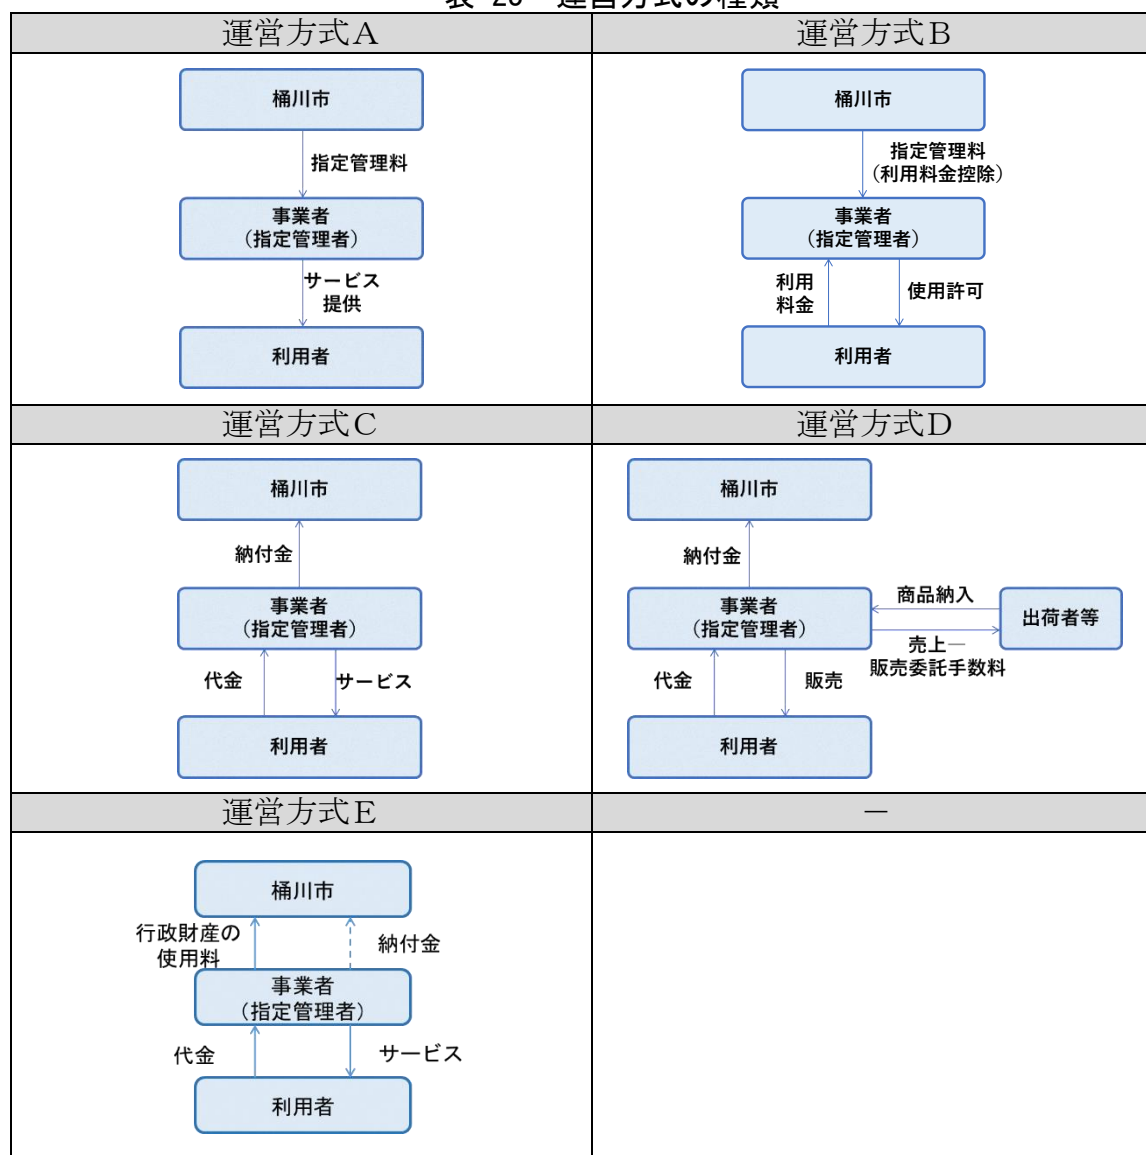 運営方式A
運営方式B
桶川市
指定管理料
事業者
（指定管理者）
サービス
提供
利用者
桶川市
指定管理料
（利用料金控除）
事業者
（指定管理者）
利用
料金
使用許可
利用者
運営方式C
運営方式D
桶川市
納付金
事業者
（指定管理者）
代金
サービス
利用者
桶川市
納付金
事業者
（指定管理者）
商品納入
出荷者等
売上―
販売委託手数料
代金
販売
利用者
運営方式E
－
桶川市
行政財産の
使用料
納付金
事業者
（指定管理者）
代金
サービス
利用者